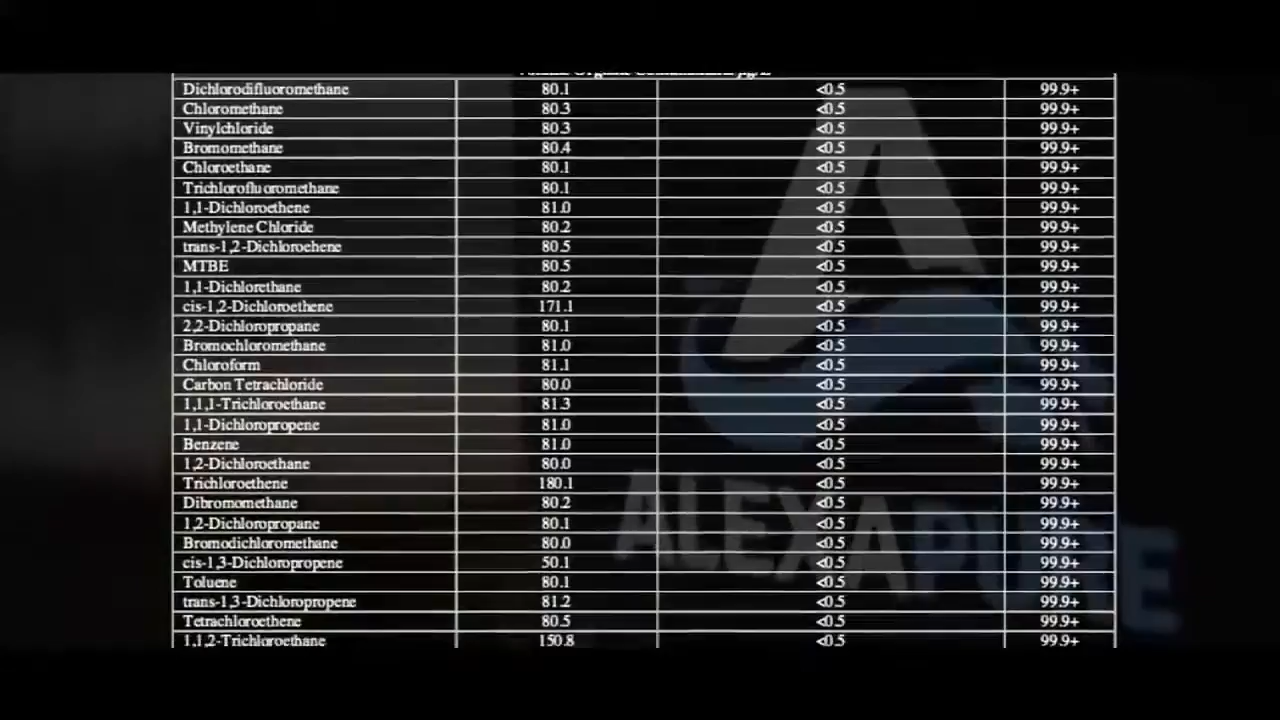 Dichlorodifluoromethane 80.1 <0.5 99.9+
Chloromethane 80.3 <0.5 99.9+
Vinylchloride 80.3 <0.5 99.9+
Bromomethane 80.4 <0.5 99.9+
Chloroethane 80.1 <0.5 99.9+
Trichlorofluoromethane 80.1 <0.5 99.9+
1,1-Dichloroethene 81.0 <0.5 99.9+
Methylene Chloride 80.2 <0.5 99.9+
trans-1,2-Dichloroehene 80.5 <0.5 99.9+
MTBE 80.5 <0.5 99.9+
1,1-Dichlorethane 80.2 <0.5 99.9+
cis-1,2-Dichloroethene 171.1 <0.5 99.9+
2,2-Dichloropropane 80.1 <0.5 99.9+
Bromochloromethane 81.0 <0.5 99.9+
Chloroform 81.1 <0.5 99.9+
Carbon Tetrachloride 80.0 <0.5 99.9+
1,1,1-Trichloroethane 81.3 <0.5 99.9+
1,1-Dichloropropene 81.0 <0.5 99.9+
Benzene 81.0 <0.5 99.9+
1,2-Dichloroethane 80.0 <0.5 99.9+
Trichloroethene 180.1 <0.5 99.9+
Dibromomethane 80.2 <0.5 99.9+
1,2-Dichloropropane 80.1 <0.5 99.9+
Bromodichloromethane 80.0 <0.5 99.9+
cis-1,3-Dichloropropene 50.1 <0.5 99.9+
Toluene 80.1 <0.5 99.9+
trans-1,3-Dichloropropene 81.2 <0.5 99.9+
Tetrachloroethene 80.5 <0.5 99.9+
1,1,2-Trichloroethane 150.8 <0.5 99.9+
ALEXAPURE